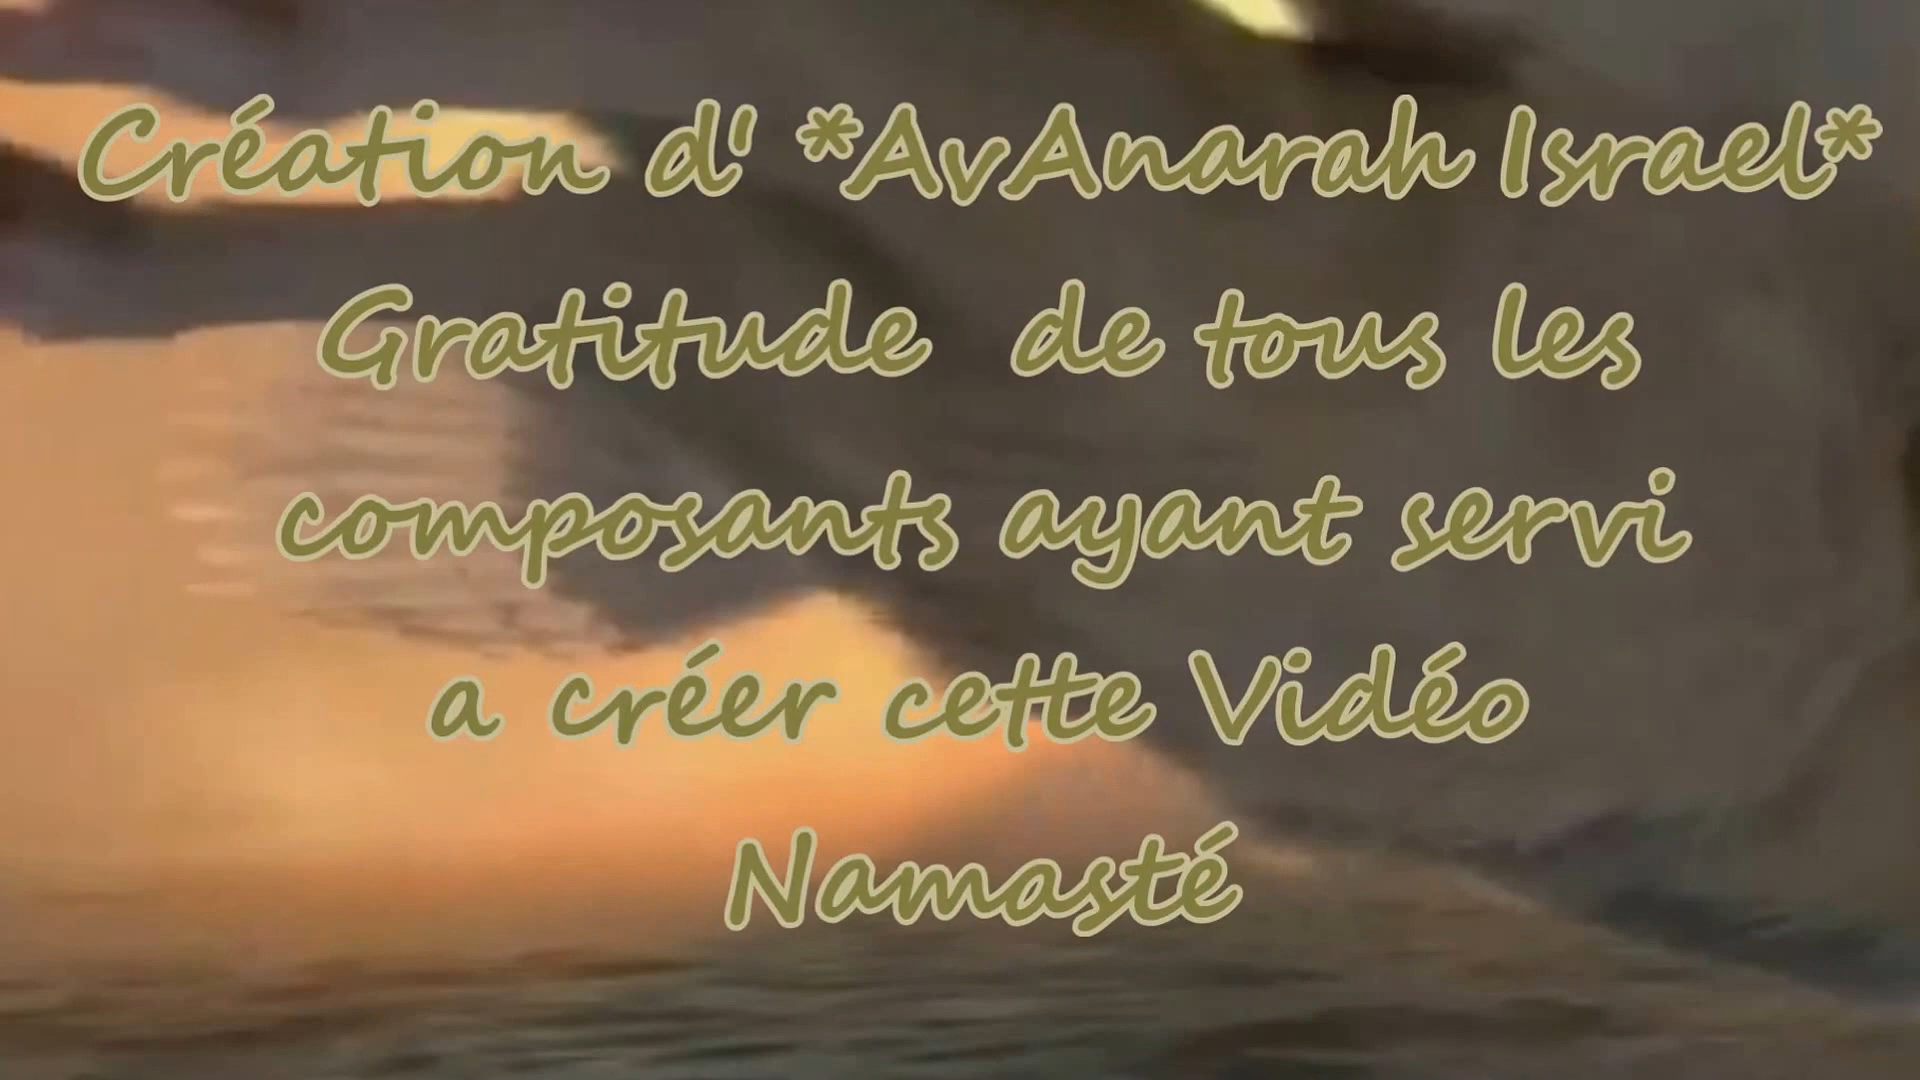 Création d' *AvAnarah Israel*
Gratitude de tous les
composants ayant servi
a créer cette Vidéo
Namasté